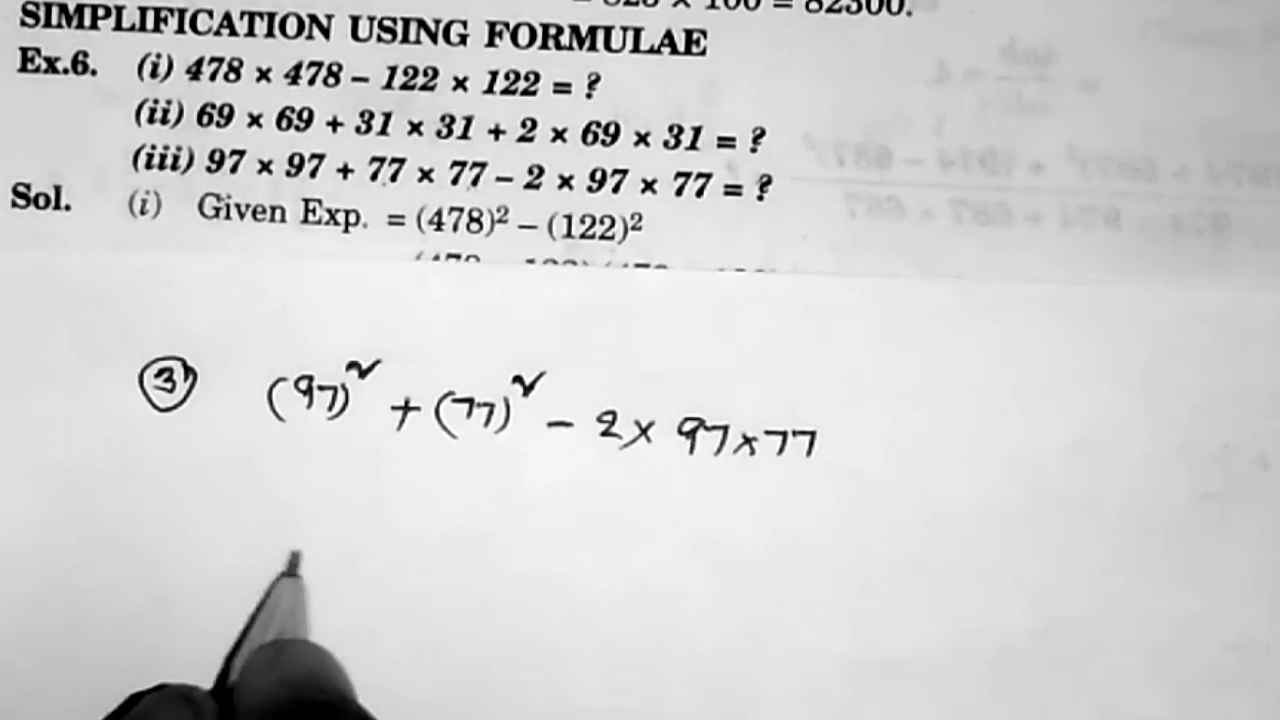 × 100 = 82300.
SIMPLIFICATION USING FORMULAE
Ex.6. (i) 478 × 478 – 122 × 122 = ?
(ii) 69 × 69 + 31 × 31 + 2 × 69 × 31 = ?
(iii) 97 × 97 + 77 × 77 – 2 × 97 × 77 = ?
Sol. (i) Given Exp. = (478)² – (122)²
③ (97)² + (77)² – 2 × 97 × 77